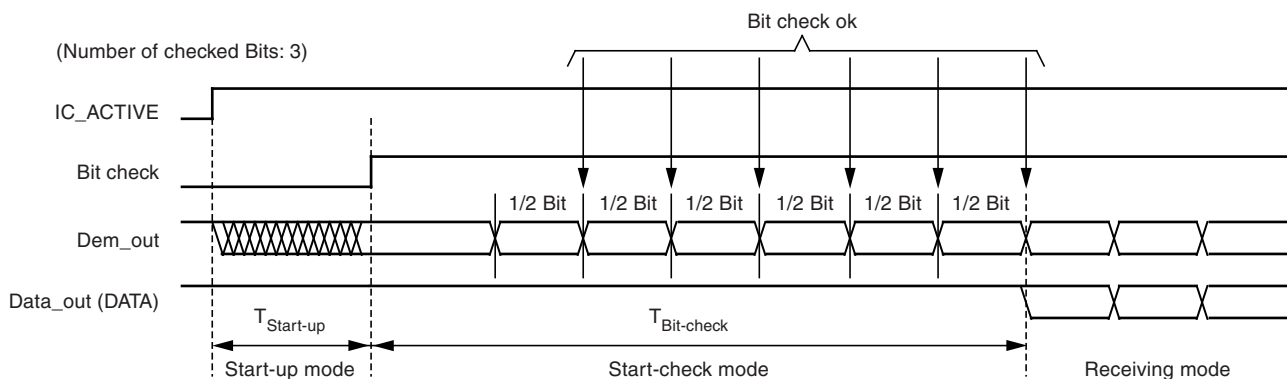 Bit check ok
(Number of checked Bits: 3)
IC_ACTIVE
Bit check
1/2 Bit 1/2 Bit 1/2 Bit 1/2 Bit 1/2 Bit 1/2 Bit
Dem_out
Data_out (DATA)
TStart-up TBit-check
Start-up mode Start-check mode Receiving mode